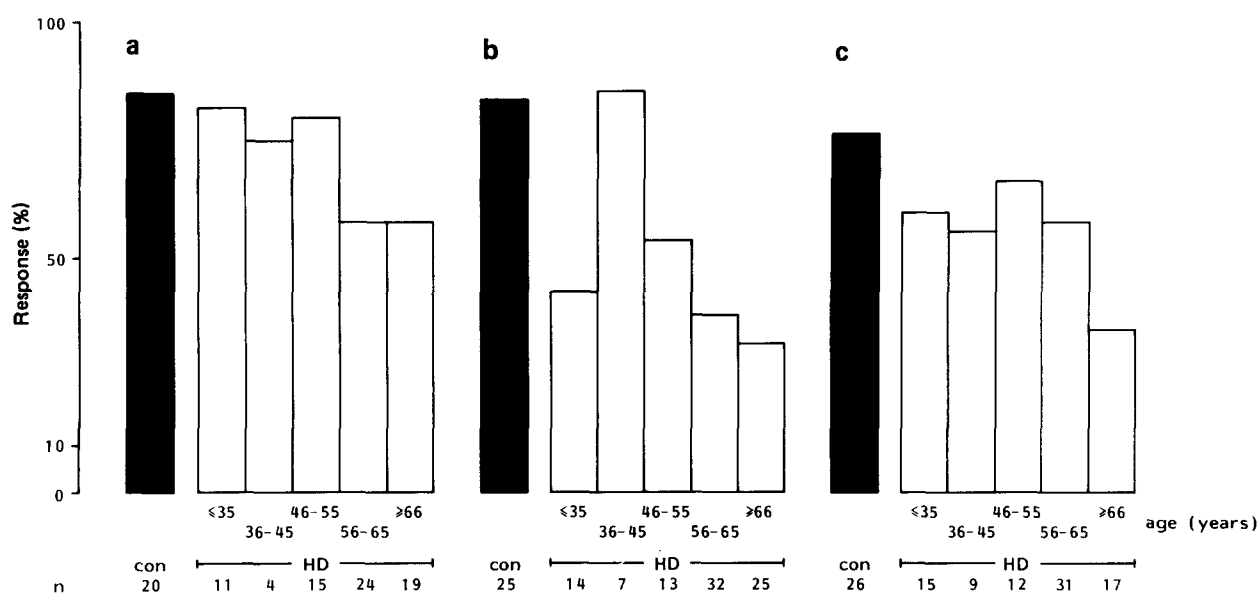 100
a
b
c
Response (%)
50
10
0
≤35 46-55 ≥66 ≤35 46-55 ≥66 ≤35 46-55 ≥66
36-45 56-65 36-45 56-65 36-45 56-65
age (years)
con HD con HD con HD
n 20 11 4 15 24 19 25 14 7 13 32 25 26 15 9 12 31 17